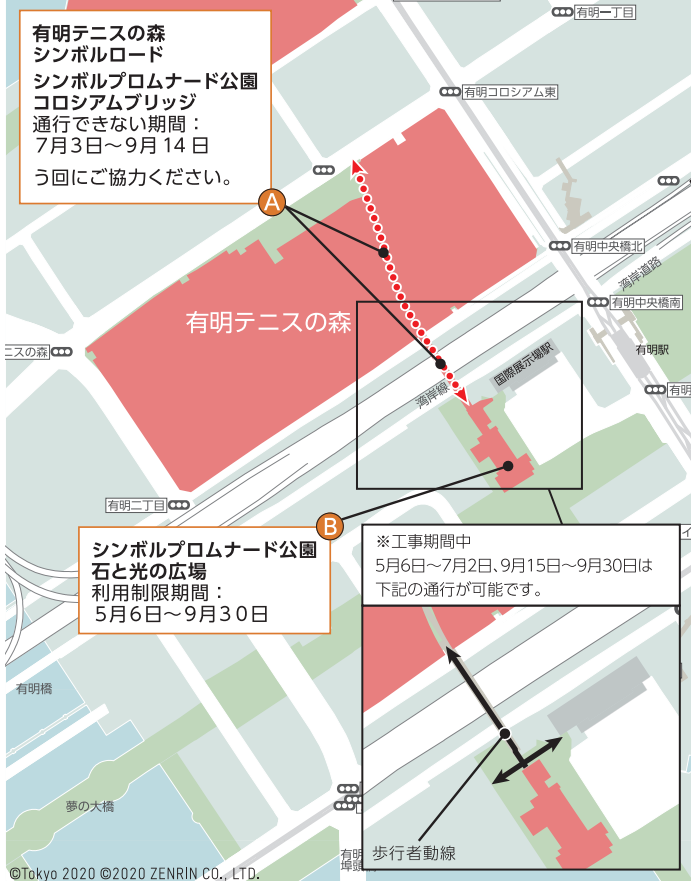 有明テニスの森
シンボルロード
シンボルプロムナード公園
コロシアムブリッジ
通行できない期間：
7月3日～9月14日
う回にご協力ください。
A
有明一丁目
有明コロシアム東
有明中央橋北
湾岸道路
有明中央橋南
有明テニスの森
ニスの森
国際展示場駅
有明駅
湾岸線
有明
有明二丁目
B
シンボルプロムナード公園
石と光の広場
利用制限期間：
5月6日～9月30日
※工事期間中
5月6日～7月2日、9月15日～9月30日は
下記の通行が可能です。
イ
有明橋
夢の大橋
有明
埠頭
歩行者動線
©Tokyo 2020 ©2020 ZENRIN CO., LTD.